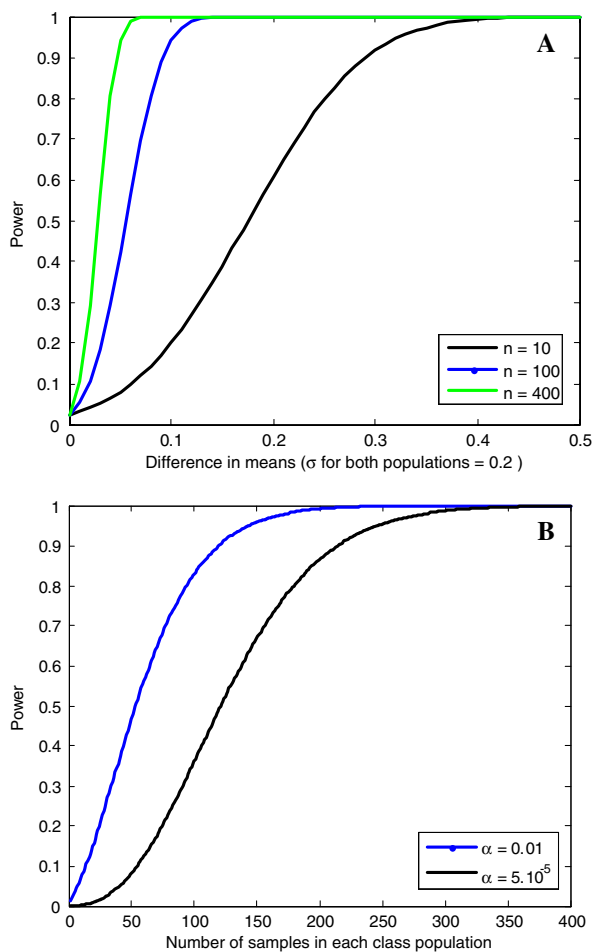 A
1
0.9
0.8
0.7
0.6
0.5
0.4
0.3
0.2
0.1
0
Power
n = 10
n = 100
n = 400
0 0.1 0.2 0.3 0.4 0.5
Difference in means (σ for both populations = 0.2 )
B
1
0.9
0.8
0.7
0.6
0.5
0.4
0.3
0.2
0.1
0
Power
α = 0.01
α = 5.10-5
0 50 100 150 200 250 300 350 400
Number of samples in each class population